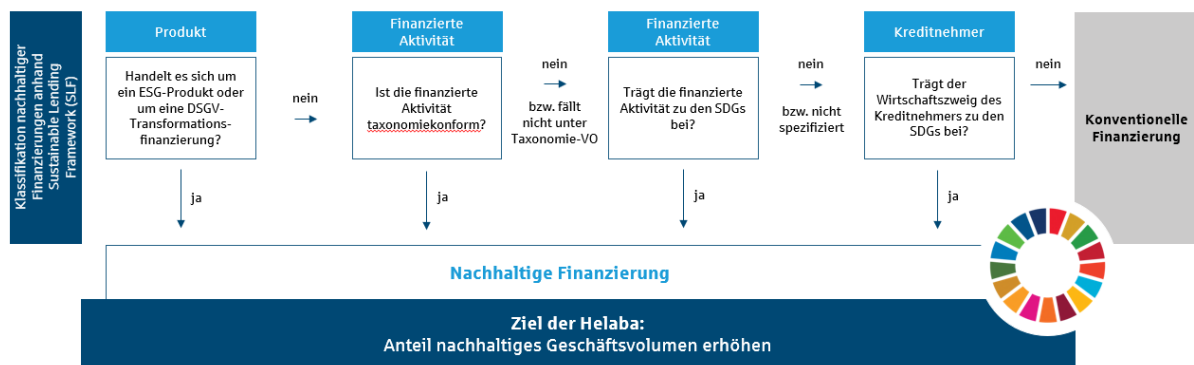 Klassifikation nachhaltiger
Finanzierungen anhand
Sustainable Lending
Framework (SLF)
Produkt
Handelt es sich um
ein ESG-Produkt oder
um eine DSGV-
Transformations-
finanzierung?
nein
ja
Finanzierte
Aktivität
Ist die finanzierte
Aktivität
taxonomiekonform?
nein
bzw. fällt
nicht unter
Taxonomie-VO
ja
Finanzierte
Aktivität
Trägt die finanzierte
Aktivität zu den SDGs
bei?
nein
bzw. nicht
spezifiziert
ja
Kreditnehmer
Trägt der
Wirtschaftszweig des
Kreditnehmers zu den
SDGs bei?
nein
ja
Konventionelle
Finanzierung
Nachhaltige Finanzierung
Ziel der Helaba:
Anteil nachhaltiges Geschäftsvolumen erhöhen